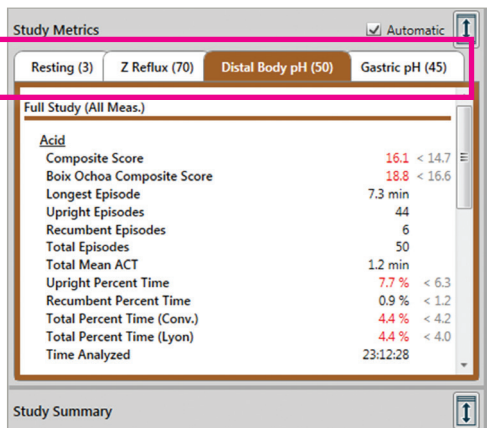 Study Metrics Automatic
Resting (3) Z Reflux (70) Distal Body pH (50) Gastric pH (45)
Full Study (All Meas.)
Acid
Composite Score 16.1 < 14.7
Boix Ochoa Composite Score 18.8 < 16.6
Longest Episode 7.3 min
Upright Episodes 44
Recumbent Episodes 6
Total Episodes 50
Total Mean ACT 1.2 min
Upright Percent Time 7.7 % < 6.3
Recumbent Percent Time 0.9 % < 1.2
Total Percent Time (Conv.) 4.4 % < 4.2
Total Percent Time (Lyon) 4.4 % < 4.0
Time Analyzed 23:12:28
Study Summary